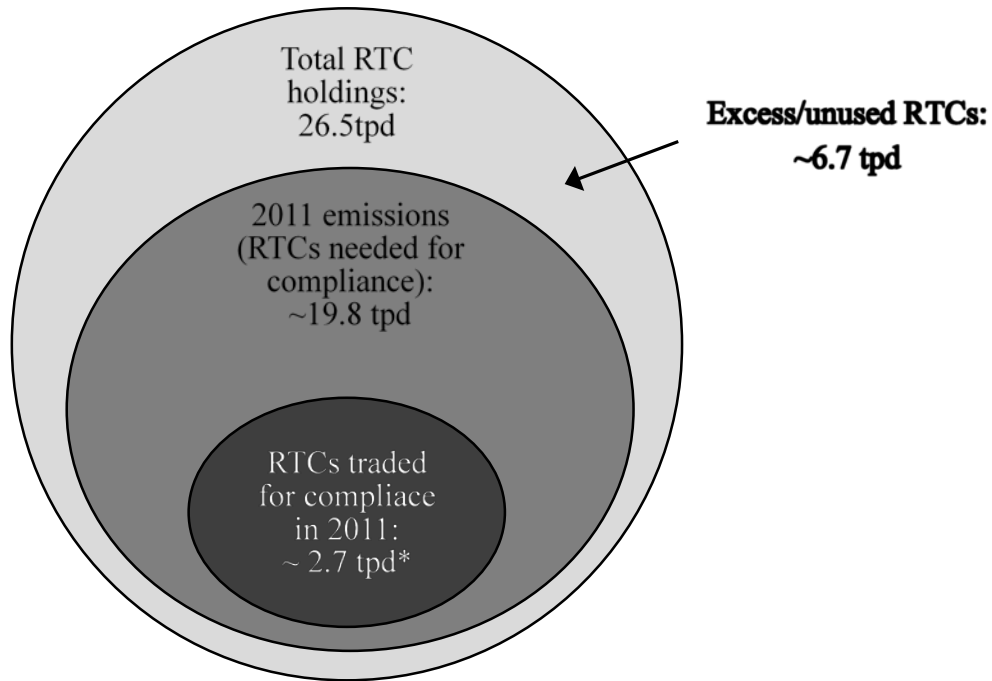 Total RTC
holdings:
26.5tpd
Excess/unused RTCs:
~6.7 tpd
2011 emissions
(RTCs needed for
compliance):
~19.8 tpd
RTCs traded
for compliace
in 2011:
~ 2.7 tpd*